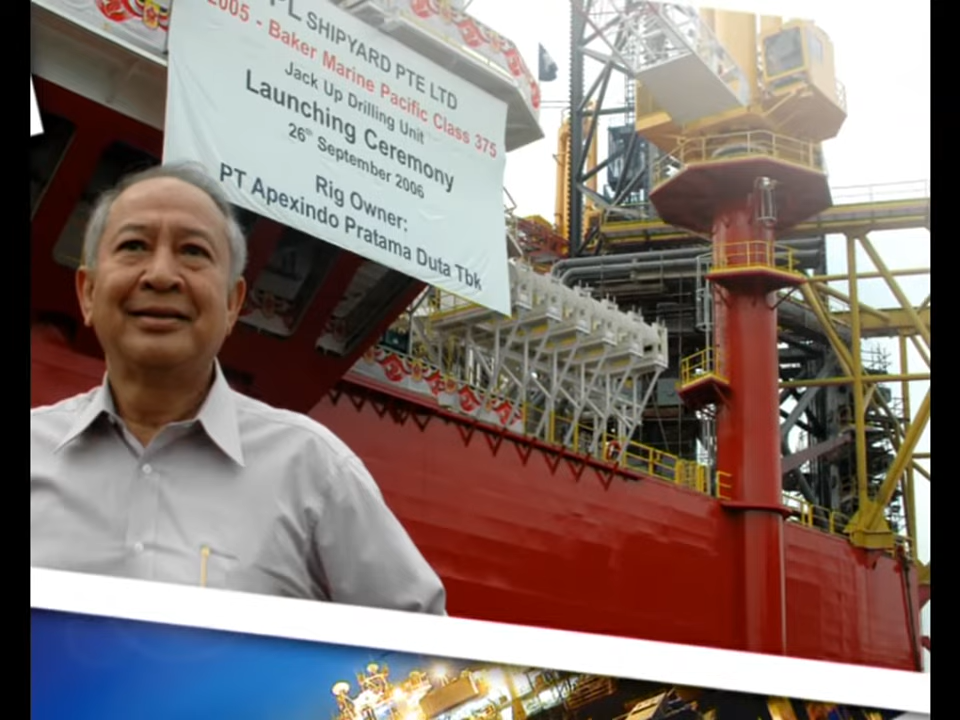 SHIPYARD PTE LTD
2005 - Baker Marine Pacific Class 375
Jack Up Drilling Unit
Launching Ceremony
26th September 2006
Rig Owner:
PT Apexindo Pratama Duta Tbk